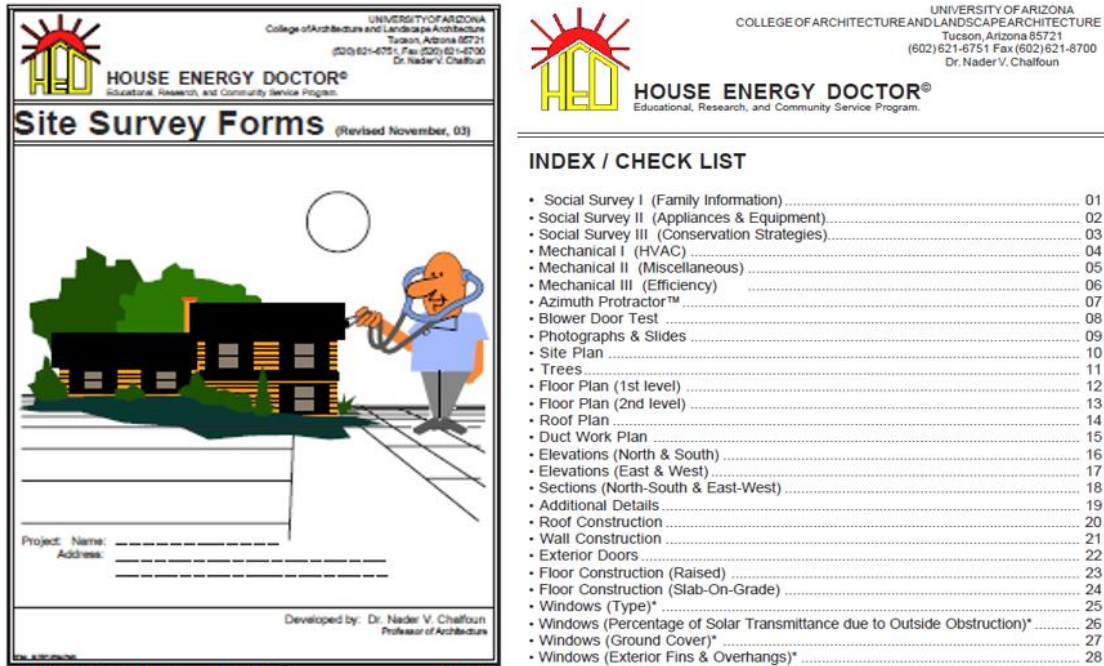 UNIVERSITY OF ARIZONA
College of Architecture and Landscape Architecture
Tucson, Arizona 85721
(520) 621-6751, Fax (520) 621-8700
Dr. Nader V. Chalfoun
HED
HOUSE ENERGY DOCTOR©
Educational, Research, and Community Service Program.
Site Survey Forms (Revised November, 03)
Project: Name:
Address:
Developed by: Dr. Nader V. Chalfoun
Professor of Architecture
UNIVERSITY OF ARIZONA
COLLEGE OF ARCHITECTURE AND LANDSCAPE ARCHITECTURE
Tucson, Arizona 85721
(602) 621-6751 Fax (602) 621-8700
Dr. Nader V. Chalfoun
HED
HOUSE ENERGY DOCTOR©
Educational, Research, and Community Service Program.
INDEX / CHECK LIST
• Social Survey I (Family Information) 01
• Social Survey II (Appliances & Equipment) 02
• Social Survey III (Conservation Strategies) 03
• Mechanical I (HVAC) 04
• Mechanical II (Miscellaneous) 05
• Mechanical III (Efficiency) 06
• Azimuth Protractor™ 07
• Blower Door Test 08
• Photographs & Slides 09
• Site Plan 10
• Trees 11
• Floor Plan (1st level) 12
• Floor Plan (2nd level) 13
• Roof Plan 14
• Duct Work Plan 15
• Elevations (North & South) 16
• Elevations (East & West) 17
• Sections (North-South & East-West) 18
• Additional Details 19
• Roof Construction 20
• Wall Construction 21
• Exterior Doors 22
• Floor Construction (Raised) 23
• Floor Construction (Slab-On-Grade) 24
• Windows (Type)* 25
• Windows (Percentage of Solar Transmittance due to Outside Obstruction)* 26
• Windows (Ground Cover)* 27
• Windows (Exterior Fins & Overhangs)* 28